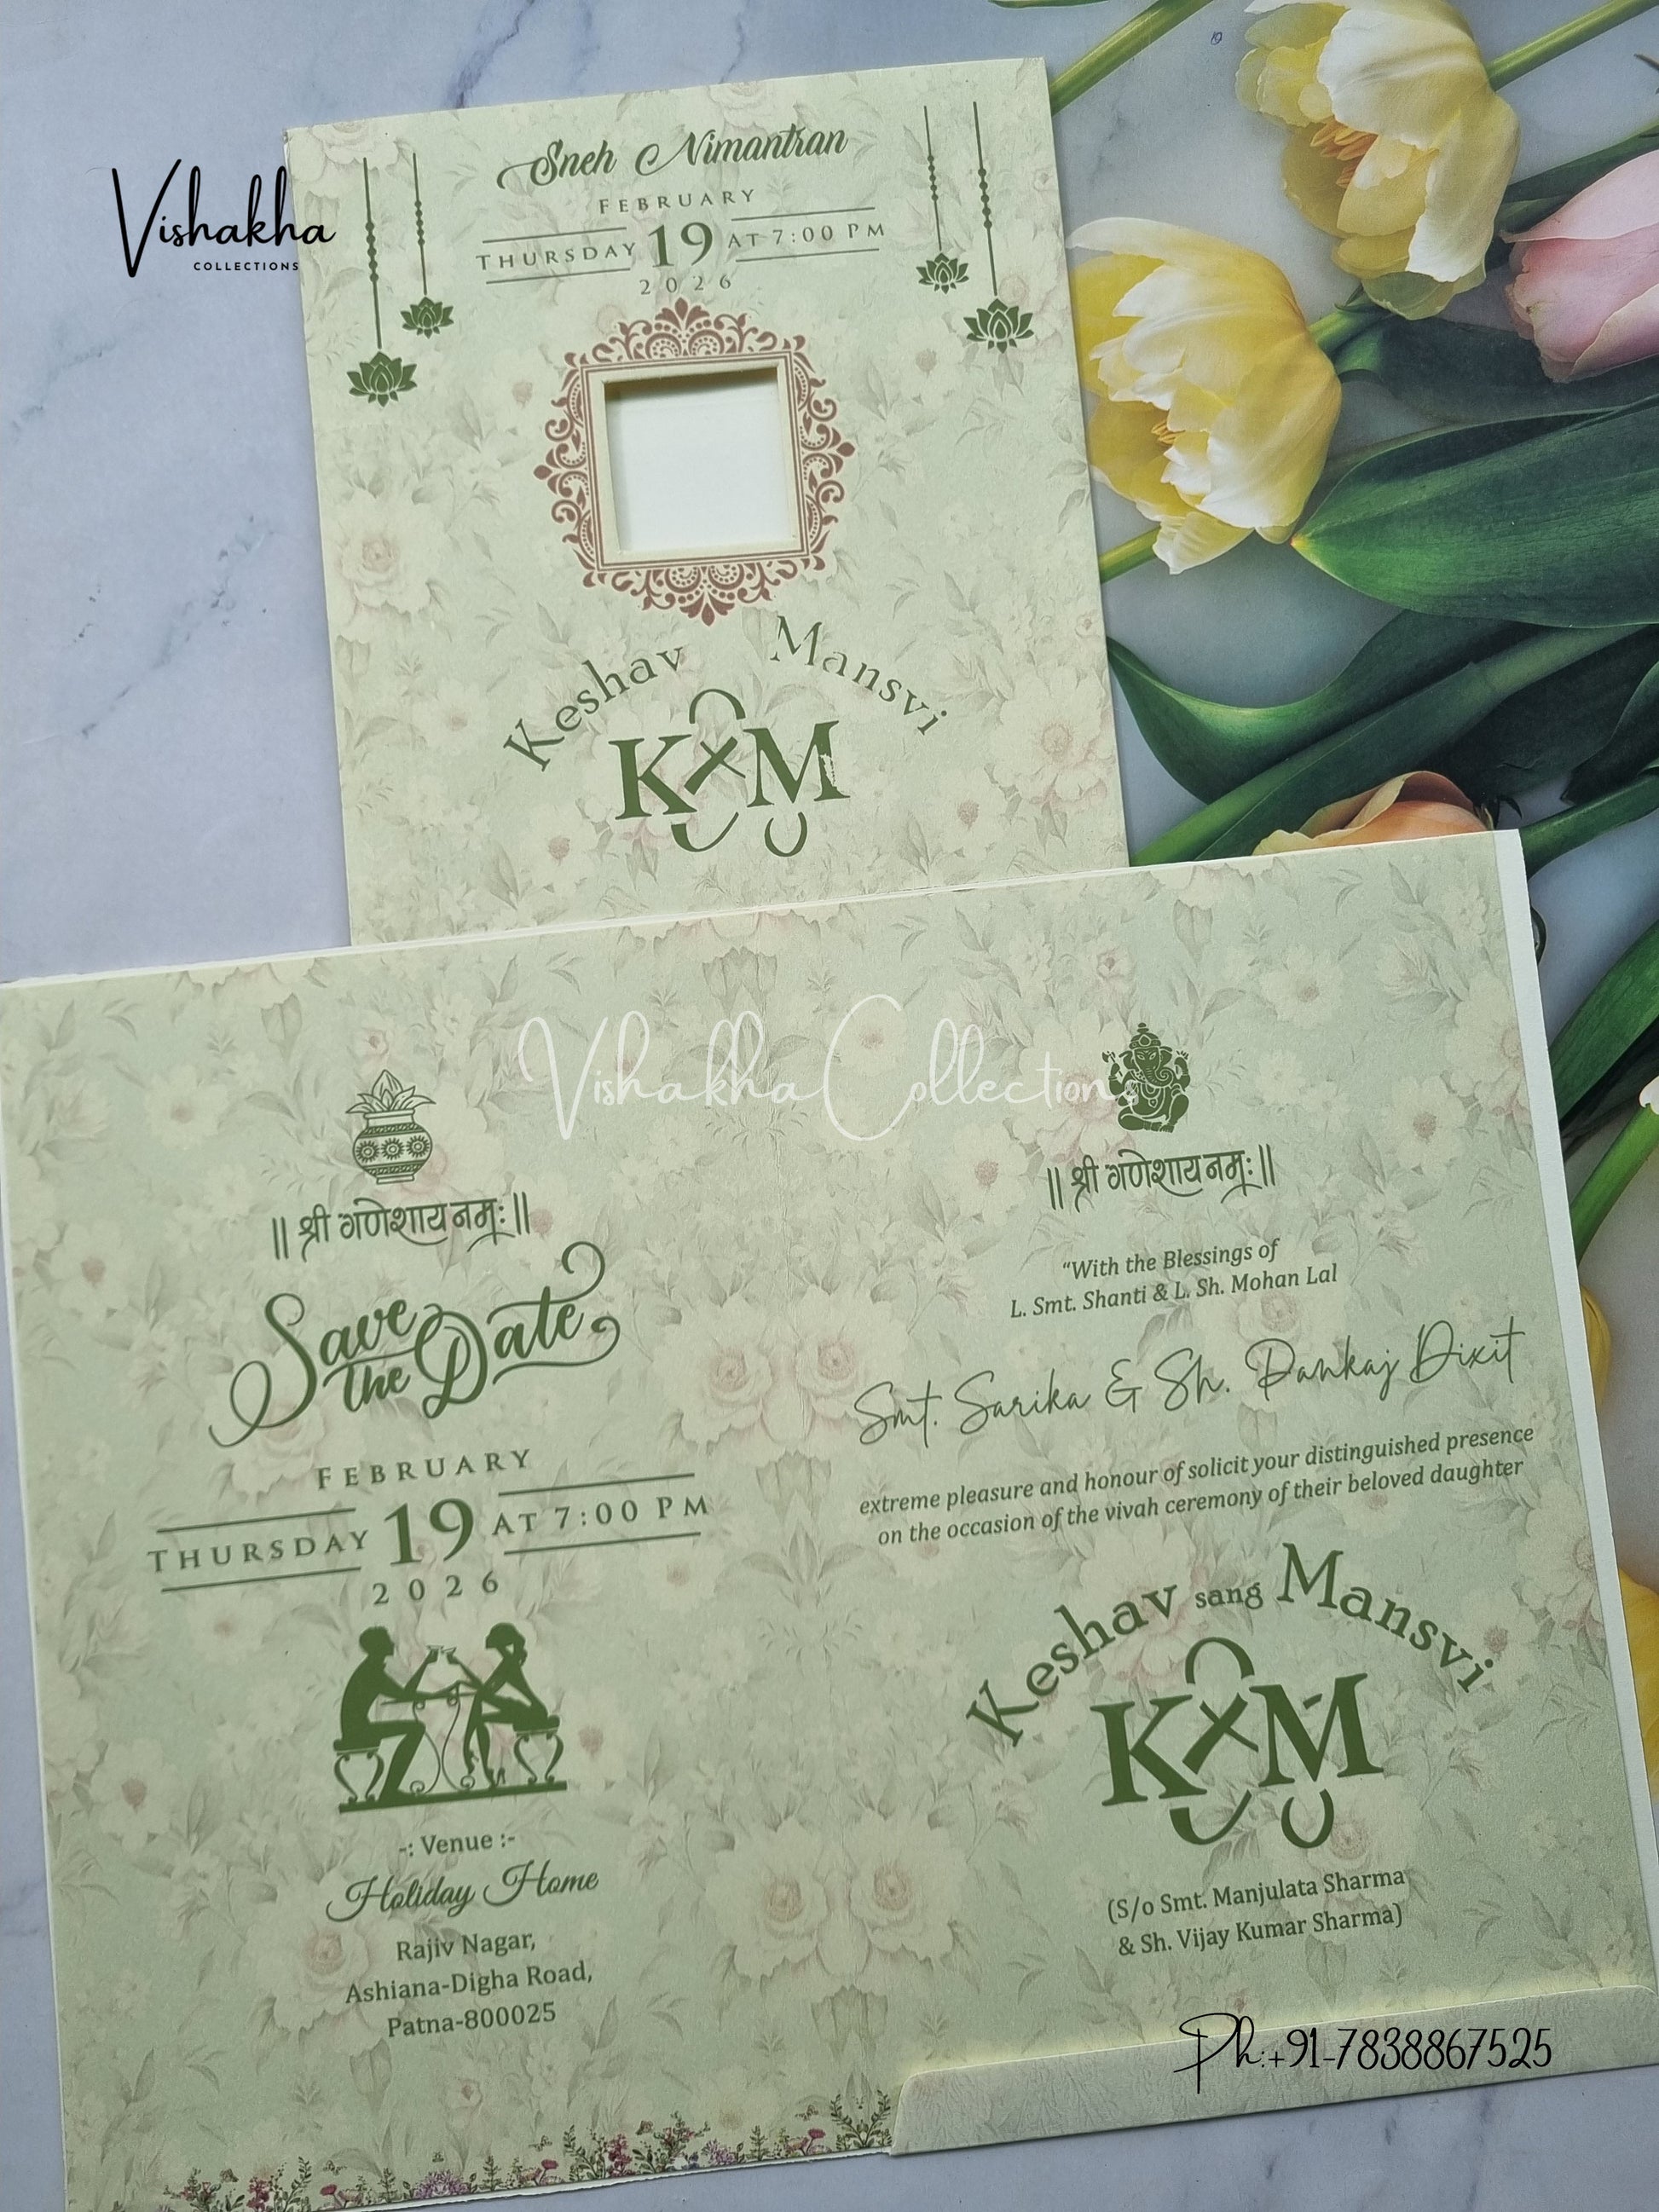 Vishakha
COLLECTIONS
Sneh Nimantran
FEBRUARY
THURSDAY 19 AT 7:00 PM
2026
Keshav Mansvi
K M
Vishakha Collections
|| श्री गणेशाय नमः ||
Save
the Date
FEBRUARY
THURSDAY 19 AT 7:00 PM
2026
-: Venue :-
Holiday Home
Rajiv Nagar,
Ashiana-Digha Road,
Patna-800025
|| श्री गणेशाय नमः ||
"With the Blessings of
L. Smt. Shanti & L. Sh. Mohan Lal
Smt. Sarika & Sh. Pankaj Dixit
extreme pleasure and honour of solicit your distinguished presence
on the occasion of the vivah ceremony of their beloved daughter
Keshav sang Mansvi
K M
(S/o Smt. Manjulata Sharma
& Sh. Vijay Kumar Sharma)
Ph:+91-7838867525